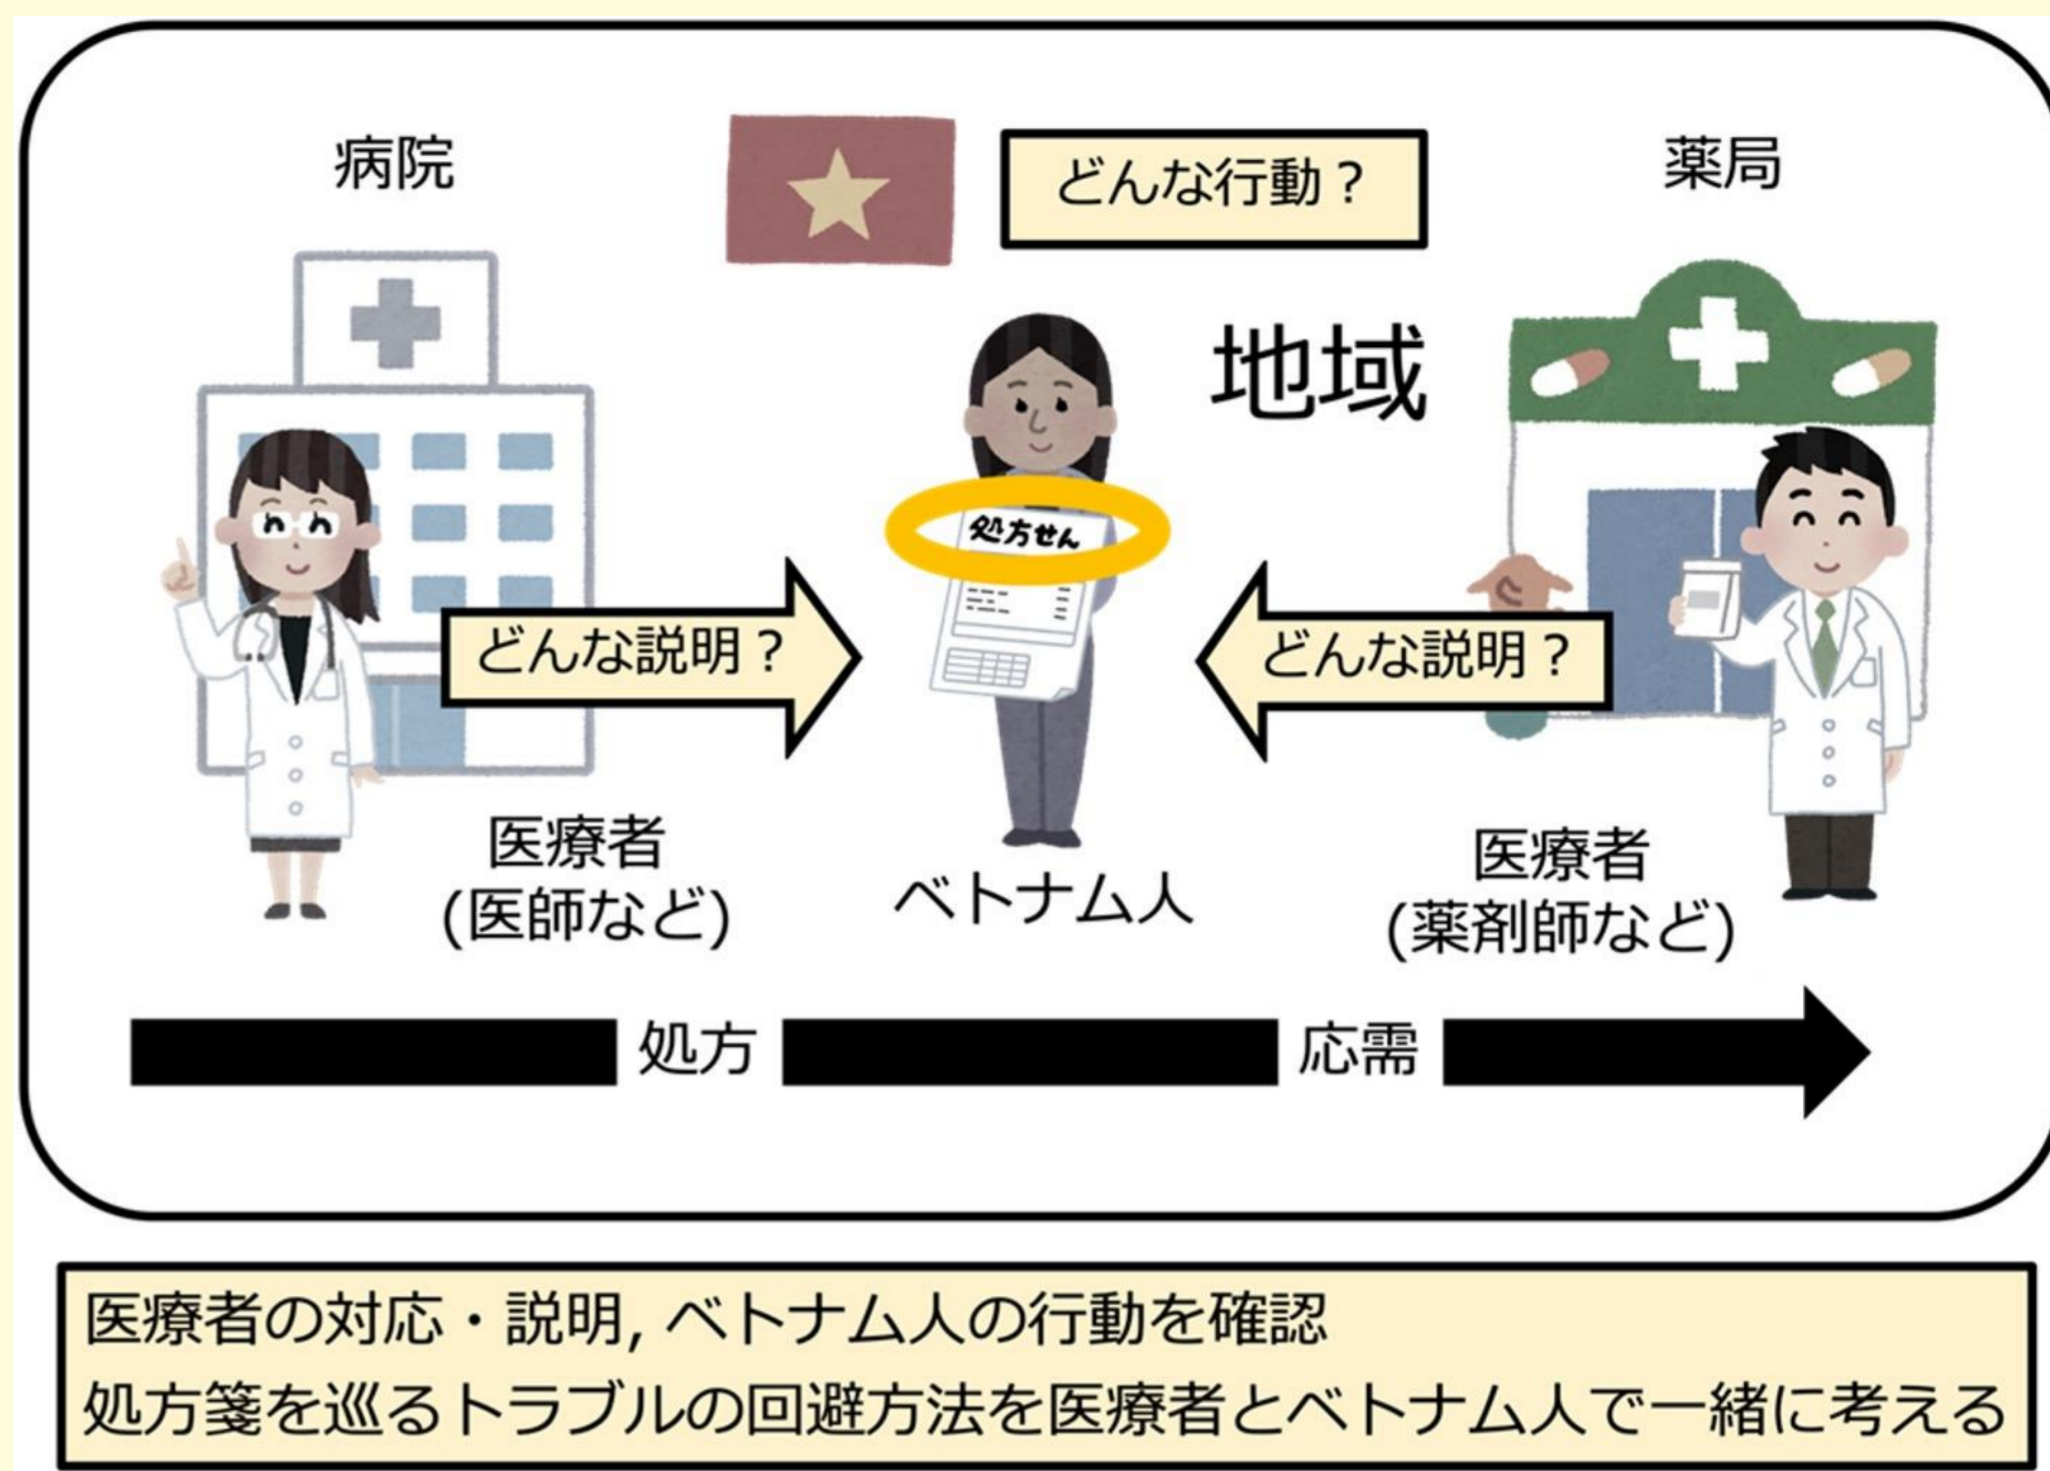 病院
どんな行動？
薬局
地域
処方せん
どんな説明？
どんな説明？
医療者
(医師など)
ベトナム人
医療者
(薬剤師など)
処方
応需
医療者の対応・説明, ベトナム人の行動を確認
処方箋を巡るトラブルの回避方法を医療者とベトナム人で一緒に考える